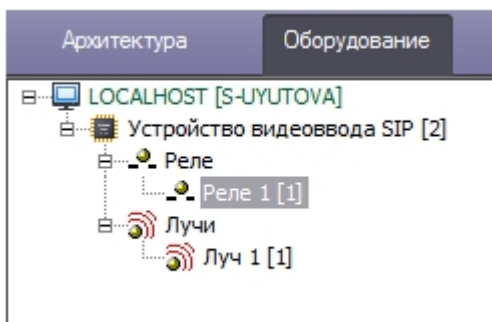 Архитектура Оборудование
LOCALHOST [S-UYUTOVA]
Устройство видеоввода SIP [2]
Реле
Реле 1 [1]
Лучи
Луч 1 [1]